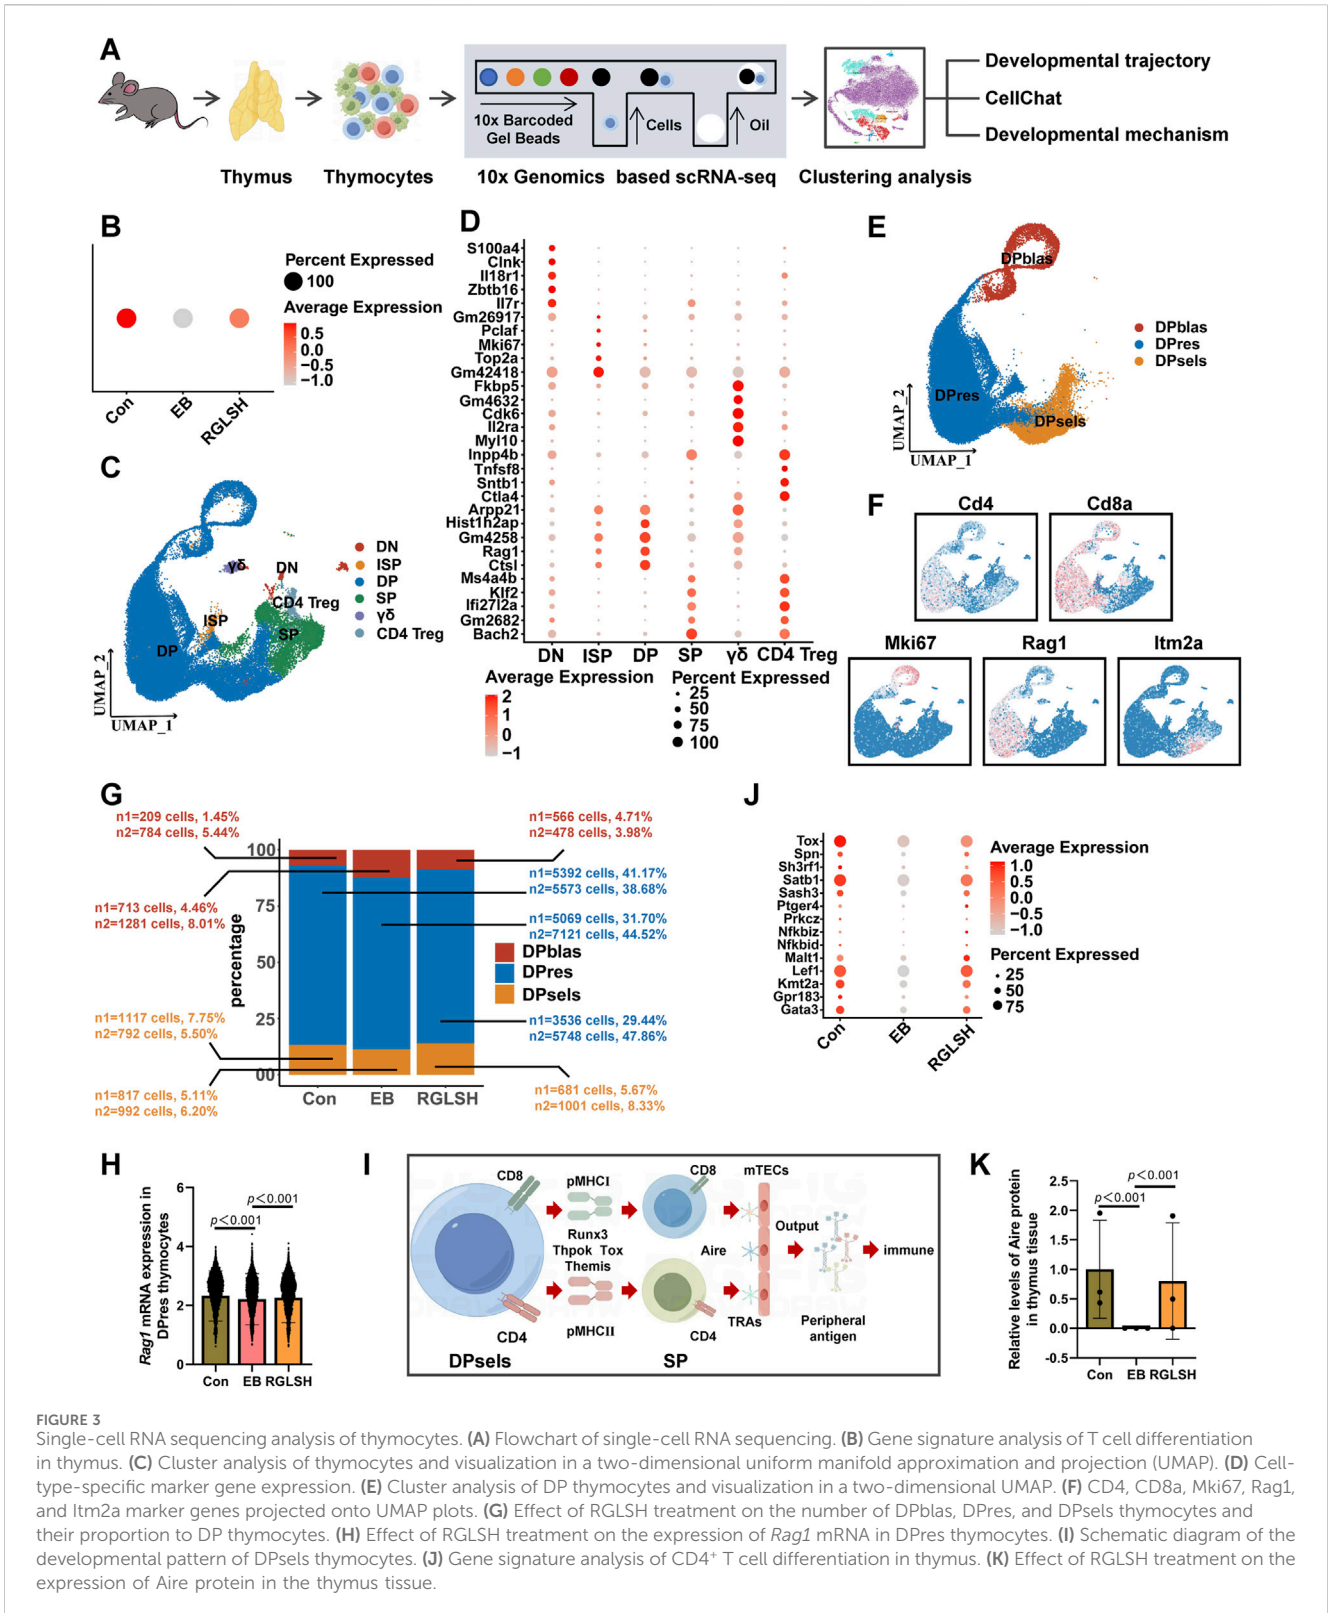 A
10x Barcoded
Gel Beads
Cells
Oil
Developmental trajectory
CellChat
Developmental mechanism
Thymus
Thymocytes
10x Genomics based scRNA-seq
Clustering analysis
B
Percent Expressed
100
Average Expression
0.5
0.0
−0.5
−1.0
Con
EB
RGLSH
C
γδ
DN
CD4 Treg
ISP
SP
DP
UMAP_2
UMAP_1
DN
ISP
DP
SP
γδ
CD4 Treg
D
S100a4
Clnk
Il18r1
Zbtb16
Il7r
Gm26917
Pclaf
Mki67
Top2a
Gm42418
Fkbp5
Gm4632
Cdk6
Il2ra
Myl10
Inpp4b
Tnfsf8
Sntb1
Ctla4
Arpp21
Hist1h2ap
Gm4258
Rag1
Ctsl
Ms4a4b
Klf2
Ifi27l2a
Gm2682
Bach2
DN ISP DP SP γδ CD4 Treg
Average Expression
2
1
0
−1
Percent Expressed
25
50
75
100
E
DPblas
DPres
DPsels
UMAP_2
UMAP_1
DPblas
DPres
DPsels
F
Cd4
Cd8a
Mki67
Rag1
Itm2a
G
n1=209 cells, 1.45%
n2=784 cells, 5.44%
n1=713 cells, 4.46%
n2=1281 cells, 8.01%
n1=1117 cells, 7.75%
n2=792 cells, 5.50%
n1=817 cells, 5.11%
n2=992 cells, 6.20%
percentage
100
75
50
25
00
Con EB RGLSH
n1=566 cells, 4.71%
n2=478 cells, 3.98%
n1=5392 cells, 41.17%
n2=5573 cells, 38.68%
n1=5069 cells, 31.70%
n2=7121 cells, 44.52%
DPblas
DPres
DPsels
n1=3536 cells, 29.44%
n2=5748 cells, 47.86%
n1=681 cells, 5.67%
n2=1001 cells, 8.33%
J
Tox
Spn
Sh3rf1
Satb1
Sash3
Ptger4
Prkcz
Nfkbiz
Nfkbid
Malt1
Lef1
Kmt2a
Gpr183
Gata3
Con
EB
RGLSH
Average Expression
1.0
0.5
0.0
−0.5
−1.0
Percent Expressed
25
50
75
H
Rag1 mRNA expression in
DPres thymocytes
6
4
2
0
p<0.001
p<0.001
Con EB RGLSH
I
CD8
pMHCI
CD8
mTECs
Runx3
Thpok Tox
Themis
Aire
Output
immune
CD4
pMHCII
CD4
TRAs
Peripheral
antigen
DPsels
SP
K
Relative levels of Aire protein
in thymus tissue
2.5
2.0
1.5
1.0
0.5
0.0
-0.5
p<0.001
p<0.001
Con EB RGLSH
FIGURE 3
Single-cell RNA sequencing analysis of thymocytes. (A) Flowchart of single-cell RNA sequencing. (B) Gene signature analysis of T cell differentiation
in thymus. (C) Cluster analysis of thymocytes and visualization in a two-dimensional uniform manifold approximation and projection (UMAP). (D) Cell-
type-specific marker gene expression. (E) Cluster analysis of DP thymocytes and visualization in a two-dimensional UMAP. (F) CD4, CD8a, Mki67, Rag1,
and Itm2a marker genes projected onto UMAP plots. (G) Effect of RGLSH treatment on the number of DPblas, DPres, and DPsels thymocytes and
their proportion to DP thymocytes. (H) Effect of RGLSH treatment on the expression of Rag1 mRNA in DPres thymocytes. (I) Schematic diagram of the
developmental pattern of DPsels thymocytes. (J) Gene signature analysis of CD4⁺ T cell differentiation in thymus. (K) Effect of RGLSH treatment on the
expression of Aire protein in the thymus tissue.